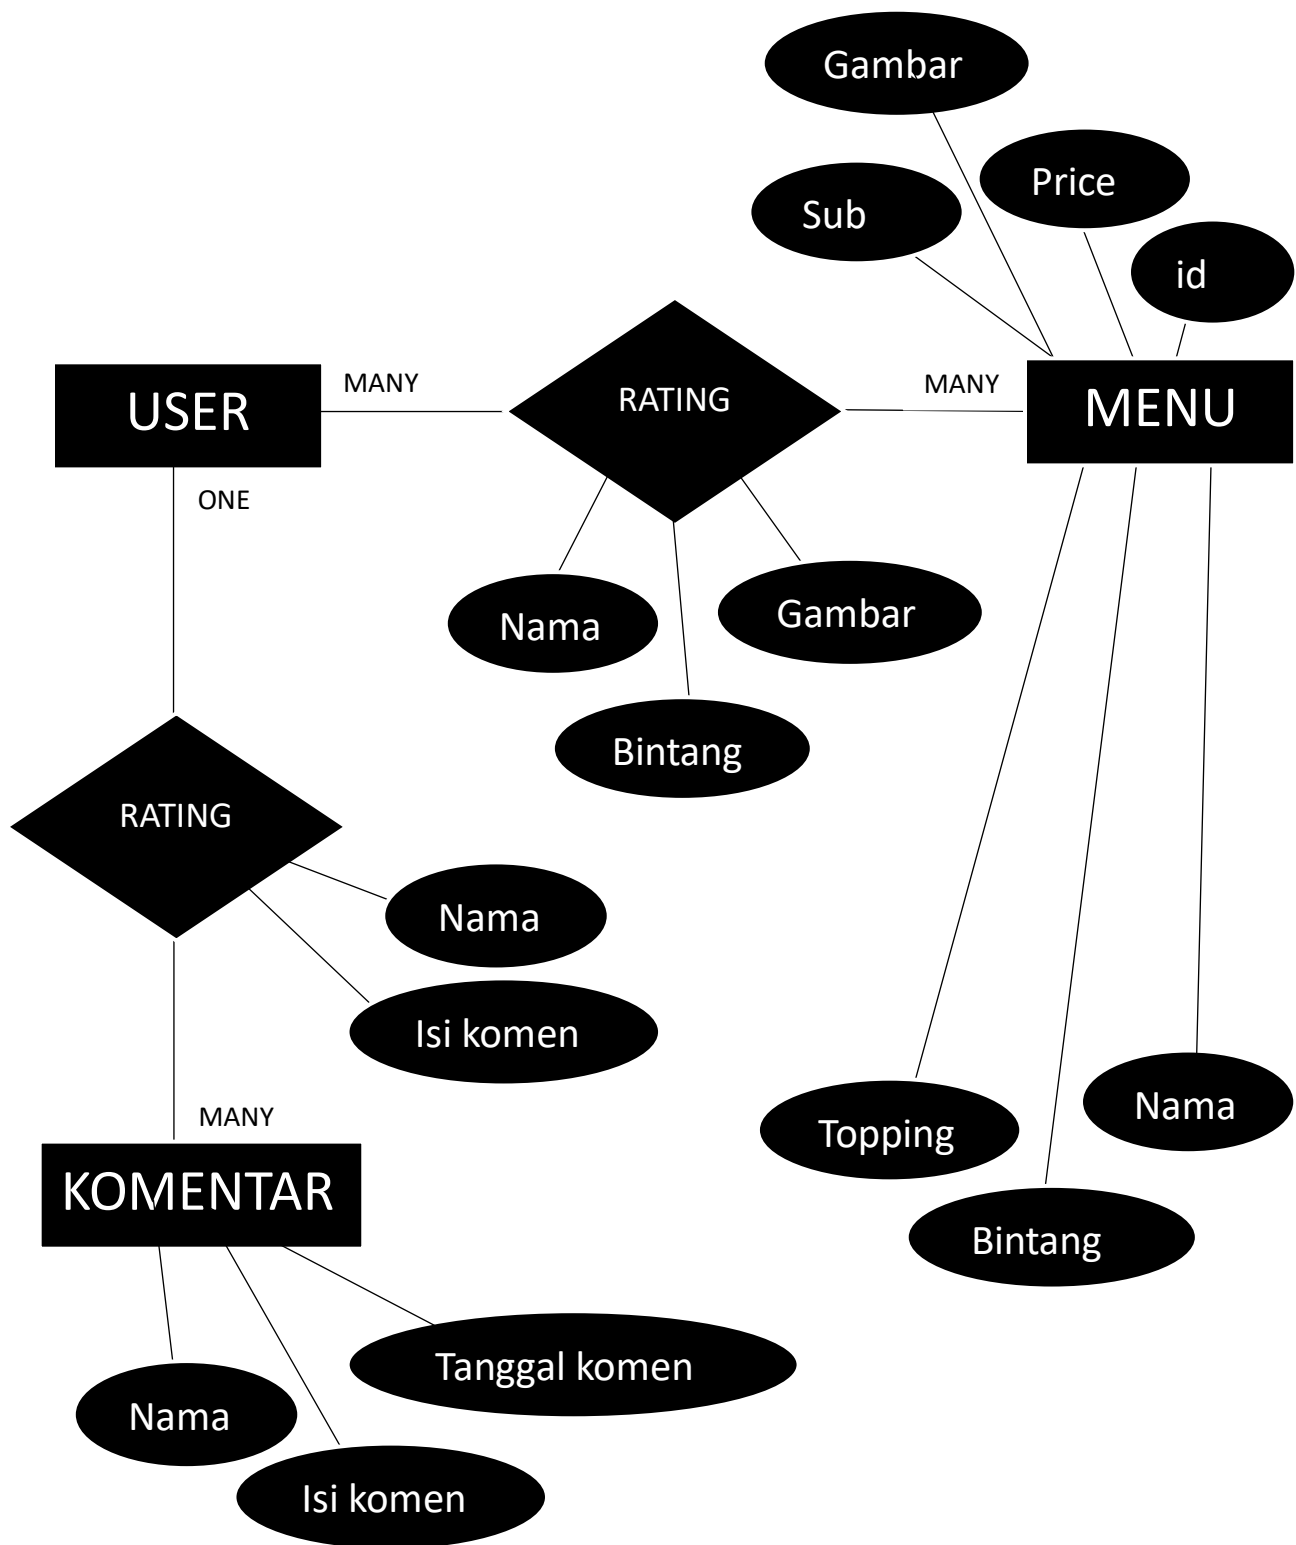 Gambar
Price
Sub
id
USER
MANY
RATING
MANY
MENU
ONE
Nama
Gambar
Bintang
RATING
Nama
Isi komen
MANY
Topping
Nama
KOMENTAR
Bintang
Tanggal komen
Nama
Isi komen